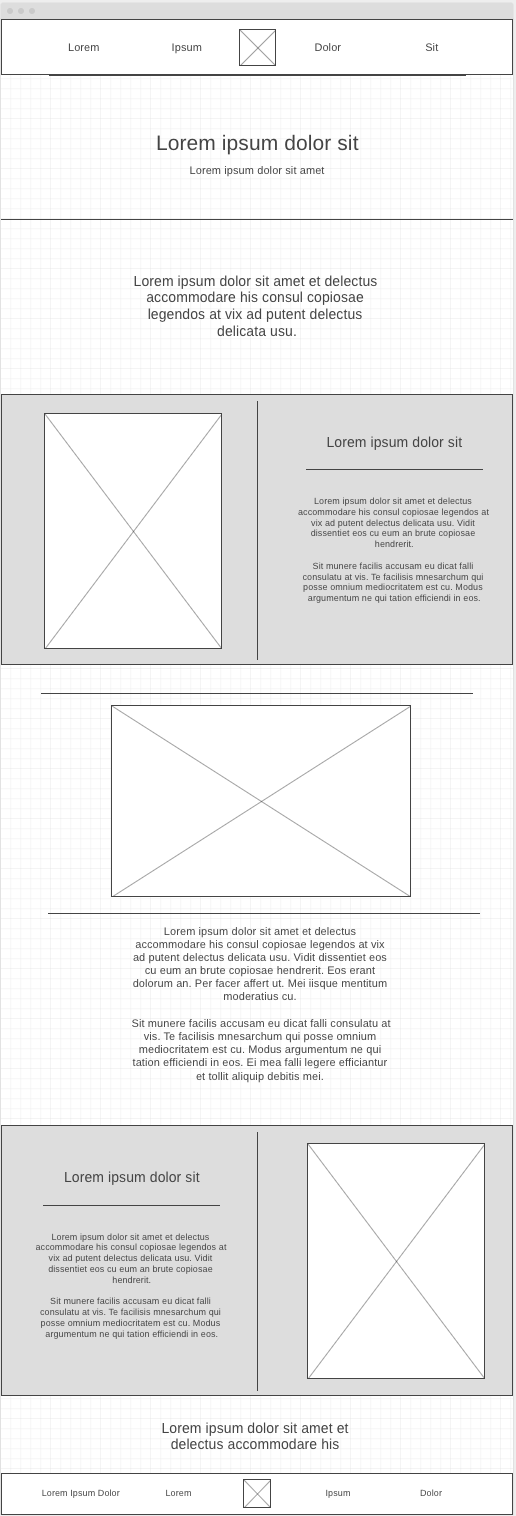 Lorem Ipsum Dolor Sit
Lorem ipsum dolor sit
Lorem ipsum dolor sit amet
Lorem ipsum dolor sit amet et delectus
accommodare his consul copiosae
legendos at vix ad putent delectus
delicata usu.
Lorem ipsum dolor sit
Lorem ipsum dolor sit amet et delectus
accommodare his consul copiosae legendos at
vix ad putent delectus delicata usu. Vidit
dissentiet eos cu eum an brute copiosae
hendrerit.
Sit munere facilis accusam eu dicat falli
consulatu at vis. Te facilisis mnesarchum qui
posse omnium mediocritatem est cu. Modus
argumentum ne qui tation efficiendi in eos.
Lorem ipsum dolor sit amet et delectus
accommodare his consul copiosae legendos at vix
ad putent delectus delicata usu. Vidit dissentiet eos
cu eum an brute copiosae hendrerit. Eos erant
dolorum an. Per facer affert ut. Mei iisque mentitum
moderatius cu.
Sit munere facilis accusam eu dicat falli consulatu at
vis. Te facilisis mnesarchum qui posse omnium
mediocritatem est cu. Modus argumentum ne qui
tation efficiendi in eos. Ei mea falli legere efficiantur
et tollit aliquip debitis mei.
Lorem ipsum dolor sit
Lorem ipsum dolor sit amet et delectus
accommodare his consul copiosae legendos at
vix ad putent delectus delicata usu. Vidit
dissentiet eos cu eum an brute copiosae
hendrerit.
Sit munere facilis accusam eu dicat falli
consulatu at vis. Te facilisis mnesarchum qui
posse omnium mediocritatem est cu. Modus
argumentum ne qui tation efficiendi in eos.
Lorem ipsum dolor sit amet et
delectus accommodare his
Lorem Ipsum Dolor Lorem Ipsum Dolor